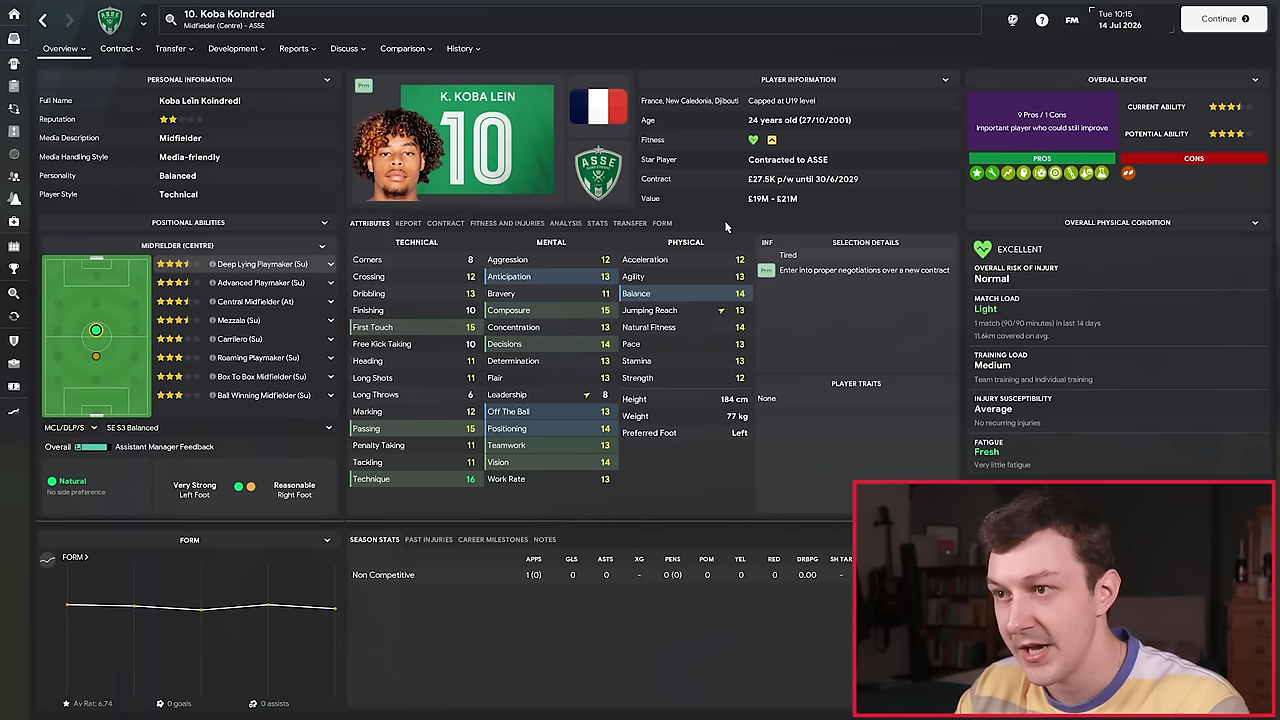 10. Koba Koindredi
Midfielder (Centre) - ASSE
FM
Tue 10:15
14 Jul 2026
Continue
Overview
Contract
Transfer
Development
Reports
Discuss
Comparison
History
PERSONAL INFORMATION
Full Name Koba Leïn Koindredi
Reputation
Media Description Midfielder
Media Handling Style Media-friendly
Personality Balanced
Player Style Technical
Prm
K. KOBA LEIN
10
ASSE
PLAYER INFORMATION
France, New Caledonia, Djibouti Capped at U19 level
Age 24 years old (27/10/2001)
Fitness
Star Player Contracted to ASSE
Contract £27.5K p/w until 30/6/2029
Value £19M - £21M
OVERALL REPORT
9 Pros / 1 Cons
Important player who could still improve
CURRENT ABILITY
POTENTIAL ABILITY
PROS
CONS
POSITIONAL ABILITIES
MIDFIELDER (CENTRE)
Deep Lying Playmaker (Su)
Advanced Playmaker (Su)
Central Midfielder (At)
Mezzala (Su)
Carrilero (Su)
Roaming Playmaker (Su)
Box To Box Midfielder (Su)
Ball Winning Midfielder (Su)
MCL/DLP/S SE S3 Balanced
Overall Assistant Manager Feedback
Natural
No side preference
Very Strong
Left Foot
Reasonable
Right Foot
ATTRIBUTES REPORT CONTRACT FITNESS AND INJURIES ANALYSIS STATS TRANSFER FORM
TECHNICAL
Corners 8
Crossing 12
Dribbling 13
Finishing 10
First Touch 15
Free Kick Taking 10
Heading 11
Long Shots 11
Long Throws 6
Marking 12
Passing 15
Penalty Taking 11
Tackling 11
Technique 16
MENTAL
Aggression 12
Anticipation 13
Bravery 11
Composure 15
Concentration 13
Decisions 14
Determination 13
Flair 13
Leadership 8
Off The Ball 13
Positioning 14
Teamwork 13
Vision 14
Work Rate 13
PHYSICAL
Acceleration 12
Agility 13
Balance 14
Jumping Reach 13
Natural Fitness 14
Pace 13
Stamina 13
Strength 12
Height 184 cm
Weight 77 kg
Preferred Foot Left
INF SELECTION DETAILS
Tired
Prm Enter into proper negotiations over a new contract
PLAYER TRAITS
None
OVERALL PHYSICAL CONDITION
EXCELLENT
OVERALL RISK OF INJURY
Normal
MATCH LOAD
Light
1 match (90/90 minutes) in last 14 days
11.6km covered on avg.
TRAINING LOAD
Medium
Team training and individual training
INJURY SUSCEPTIBILITY
Average
No recurring injuries
FATIGUE
Fresh
Very little fatigue
FORM
FORM >
Av Rat: 6.74
0 goals
0 assists
SEASON STATS PAST INJURIES CAREER MILESTONES NOTES
APPS GLS ASTS XG PENS POM YEL RED DRBPG SH TAR
Non Competitive 1 (0) 0 0 - 0 (0) 0 0 0 0.00 -